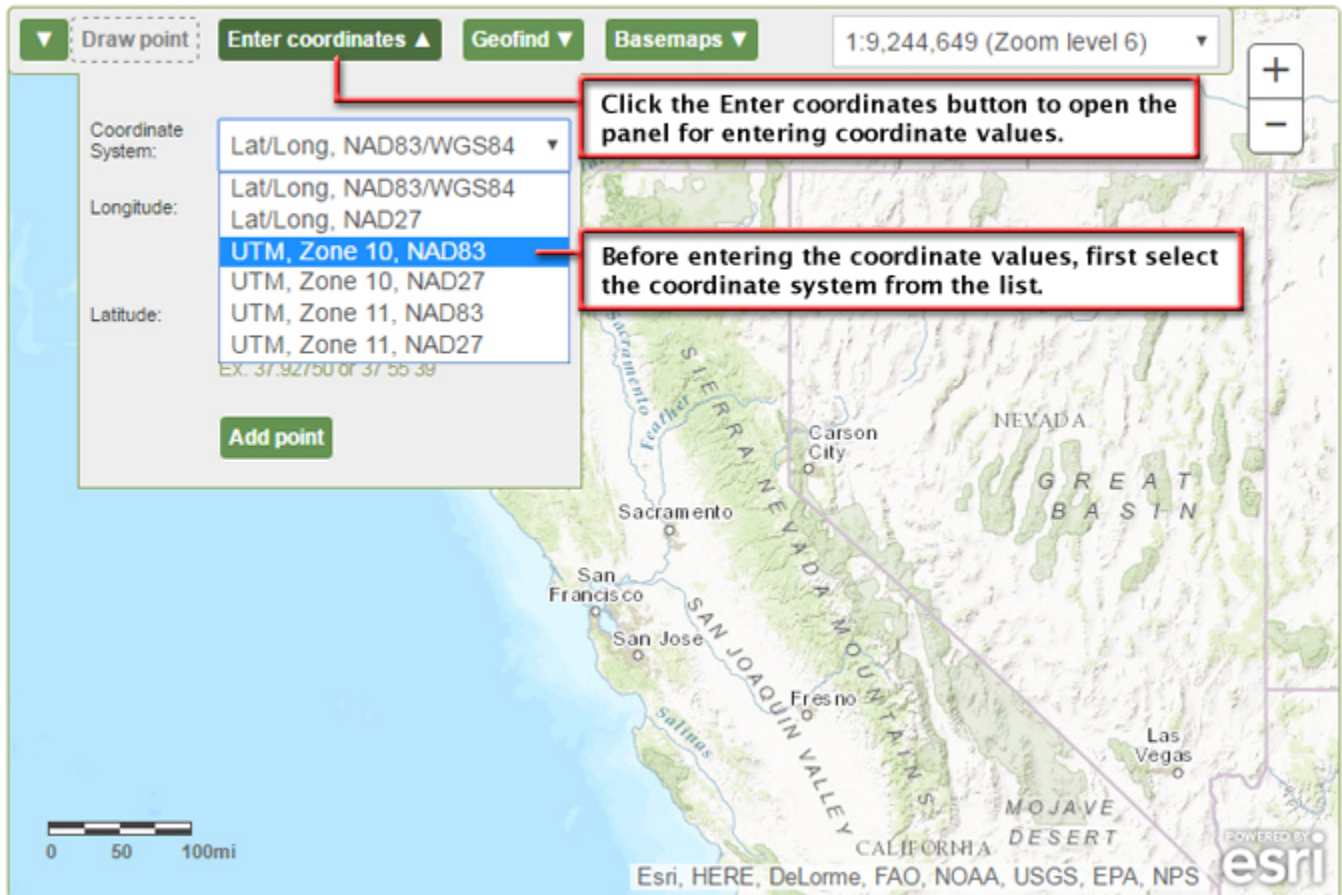 ▼ Draw point Enter coordinates ▲ Geofind ▼ Basemaps ▼ 1:9,244,649 (Zoom level 6) ▼
+
−
Click the Enter coordinates button to open the
panel for entering coordinate values.
Coordinate
System:
Lat/Long, NAD83/WGS84 ▼
Lat/Long, NAD83/WGS84
Longitude:
Lat/Long, NAD27
UTM, Zone 10, NAD83
UTM, Zone 10, NAD27
Latitude:
UTM, Zone 11, NAD83
UTM, Zone 11, NAD27
Before entering the coordinate values, first select
the coordinate system from the list.
Ex. 37.92750 or 37 55 39
Add point
Sacramento
Feather
SIERRA NEVADA MOUNTAINS
NEVADA
Carson
City
GREAT
BASIN
Sacramento
San
Francisco
San Jose
SAN JOAQUIN VALLEY
Fresno
Salinas
Las
Vegas
MOJAVE
DESERT
CALIFORNIA
0 50 100mi
POWERED BY
esri
Esri, HERE, DeLorme, FAO, NOAA, USGS, EPA, NPS